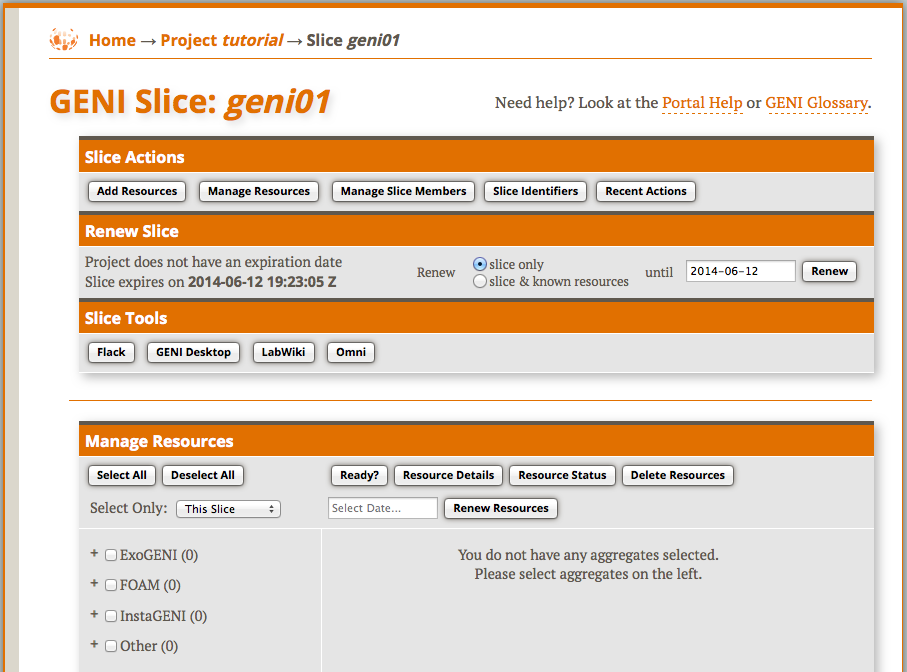 Home → Project tutorial → Slice geni01
GENI Slice: geni01
Need help? Look at the Portal Help or GENI Glossary.
Slice Actions
Add Resources Manage Resources Manage Slice Members Slice Identifiers Recent Actions
Renew Slice
Project does not have an expiration date
Slice expires on 2014-06-12 19:23:05 Z
Renew
slice only
slice & known resources
until 2014-06-12 Renew
Slice Tools
Flack GENI Desktop LabWiki Omni
Manage Resources
Select All Deselect All Ready? Resource Details Resource Status Delete Resources
Select Only: This Slice Select Date... Renew Resources
+ ExoGENI (0)
+ FOAM (0)
+ InstaGENI (0)
+ Other (0)
You do not have any aggregates selected.
Please select aggregates on the left.